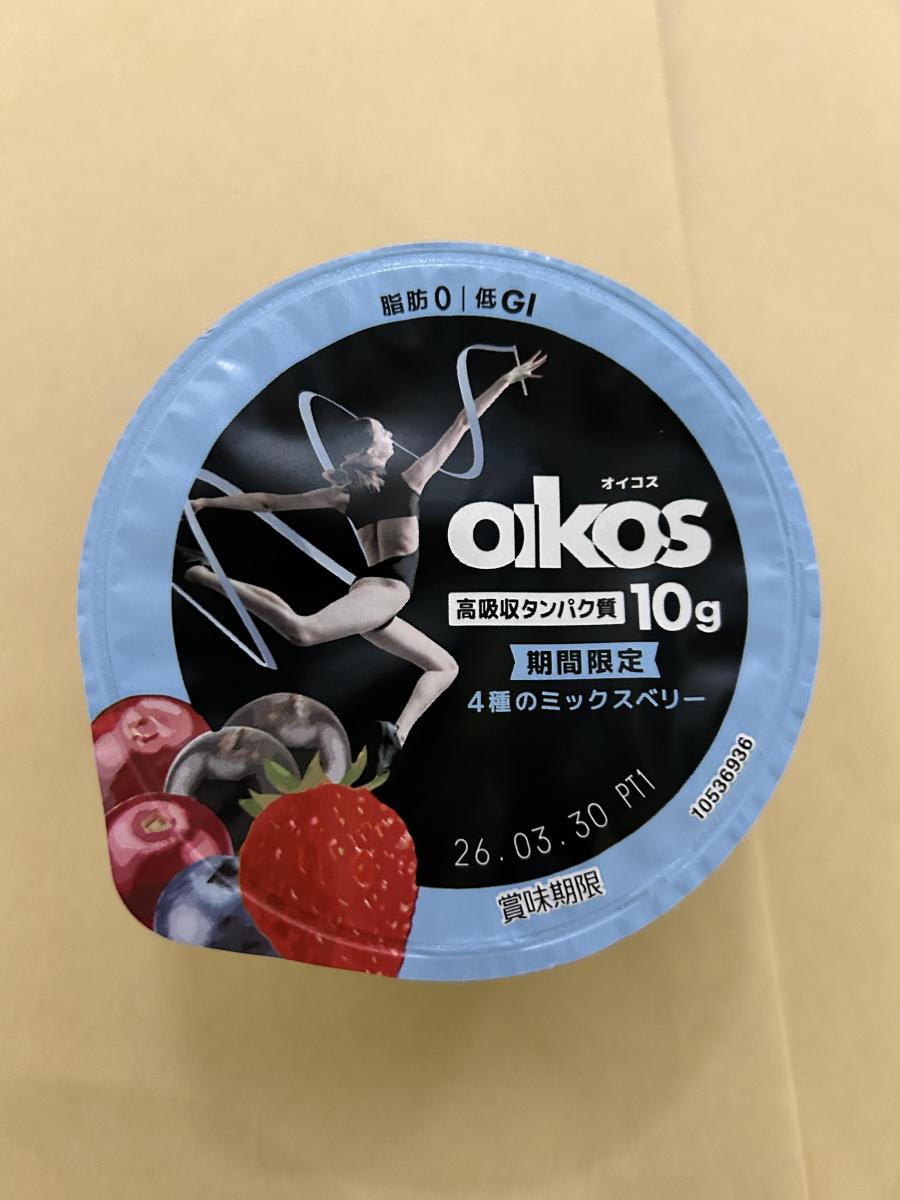 脂肪0|低GI
オイコス
oikos
高吸収タンパク質 10g
期間限定
4種のミックスベリー
10536936
26.03.30 PT1
賞味期限